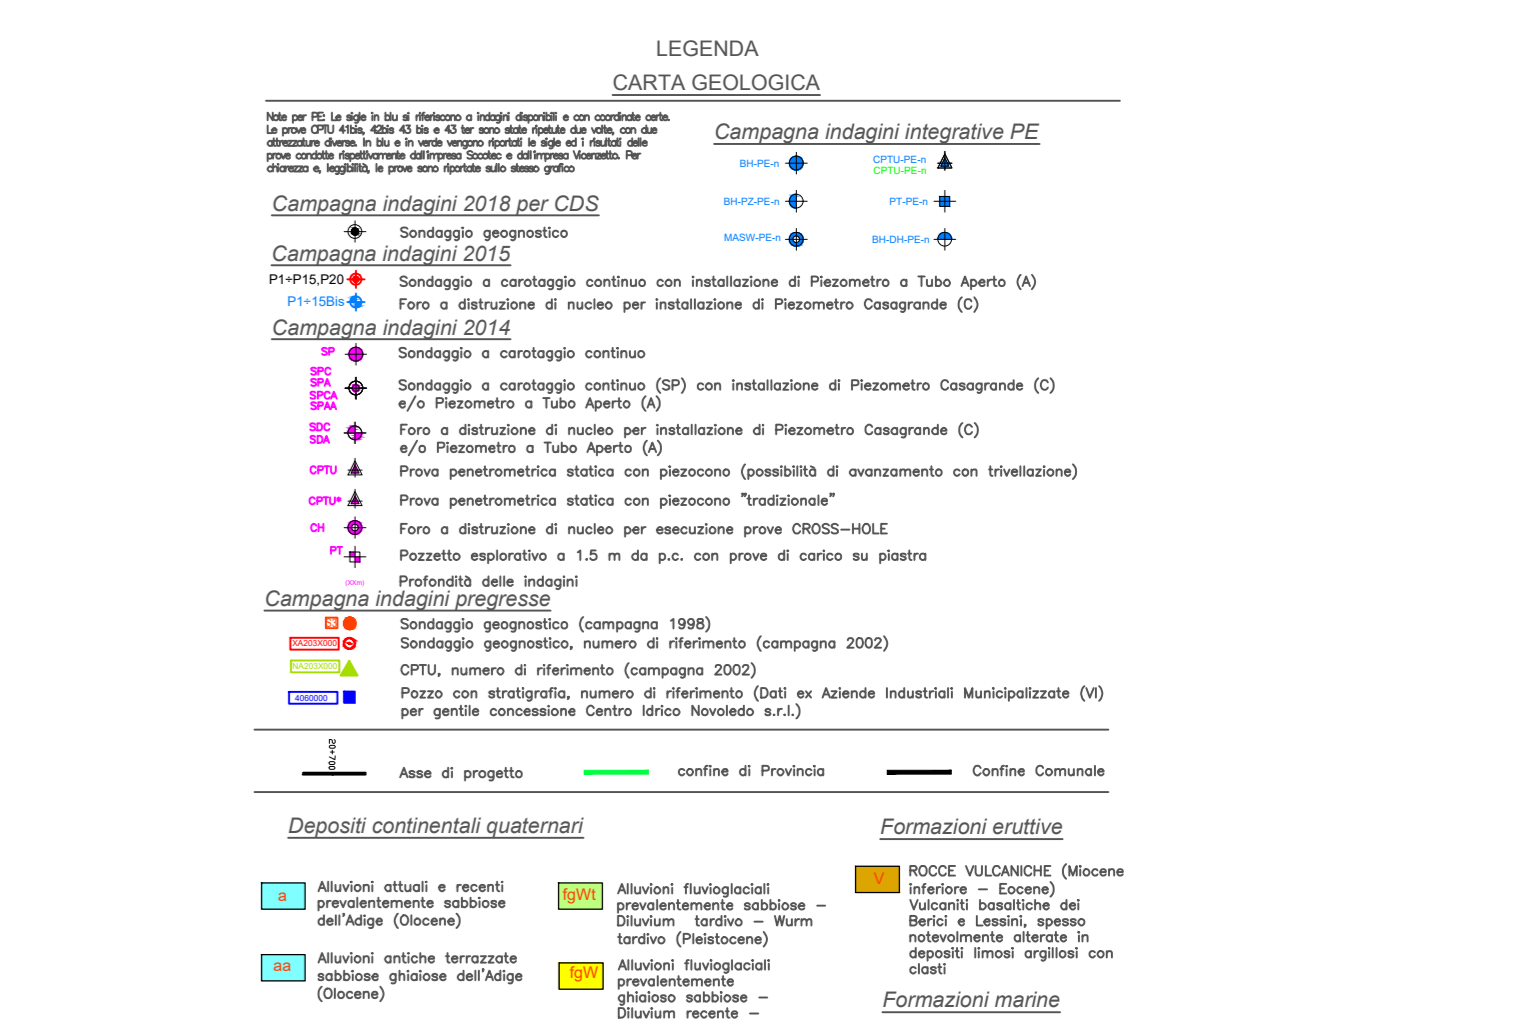 LEGENDA
CARTA GEOLOGICA
Note per PE: Le sigle in blu si riferiscono a indagini disponibili e con coordinate certe.
Le prove CPTU 41bis, 42bis 43 bis e 43 ter sono state ripetute due volte, con due
attrezzature diverse. In blu e in verde vengono riportati le sigle ed i risultati delle
prove condotte rispettivamente dall'impresa Socotec e dall'impresa Vicenzetto. Per
chiarezza e, leggibilità, le prove sono riportate sullo stesso grafico
Campagna indagini integrative PE
BH-PE-n
CPTU-PE-n
CPTU-PE-n
BH-PZ-PE-n
PT-PE-n
MASW-PE-n
BH-DH-PE-n
Campagna indagini 2018 per CDS
Sondaggio geognostico
Campagna indagini 2015
P1÷P15,P20
Sondaggio a carotaggio continuo con installazione di Piezometro a Tubo Aperto (A)
P1÷15Bis
Foro a distruzione di nucleo per installazione di Piezometro Casagrande (C)
Campagna indagini 2014
SP
Sondaggio a carotaggio continuo
SPC
SPA
SPCA
SPAA
Sondaggio a carotaggio continuo (SP) con installazione di Piezometro Casagrande (C)
e/o Piezometro a Tubo Aperto (A)
SDC
SDA
Foro a distruzione di nucleo per installazione di Piezometro Casagrande (C)
e/o Piezometro a Tubo Aperto (A)
CPTU
Prova penetrometrica statica con piezocono (possibilità di avanzamento con trivellazione)
CPTU*
Prova penetrometrica statica con piezocono "tradizionale"
CH
Foro a distruzione di nucleo per esecuzione prove CROSS-HOLE
PT
Pozzetto esplorativo a 1.5 m da p.c. con prove di carico su piastra
(XXm)
Profondità delle indagini
Campagna indagini pregresse
Sondaggio geognostico (campagna 1998)
XA203X000
Sondaggio geognostico, numero di riferimento (campagna 2002)
NA203X000
CPTU, numero di riferimento (campagna 2002)
4060000
Pozzo con stratigrafia, numero di riferimento (Dati ex Aziende Industriali Municipalizzate (VI)
per gentile concessione Centro Idrico Novoledo s.r.l.)
20+700
Asse di progetto
confine di Provincia
Confine Comunale
Depositi continentali quaternari
a
Alluvioni attuali e recenti
prevalentemente sabbiose
dell'Adige (Olocene)
aa
Alluvioni antiche terrazzate
sabbiose ghiaiose dell'Adige
(Olocene)
fgWt
Alluvioni fluvioglaciali
prevalentemente sabbiose –
Diluvium tardivo – Wurm
tardivo (Pleistocene)
fgW
Alluvioni fluvioglaciali
prevalentemente
ghiaioso sabbiose –
Diluvium recente –
Formazioni eruttive
V
ROCCE VULCANICHE (Miocene
inferiore – Eocene)
Vulcaniti basaltiche dei
Berici e Lessini, spesso
notevolmente alterate in
depositi limosi argillosi con
clasti
Formazioni marine